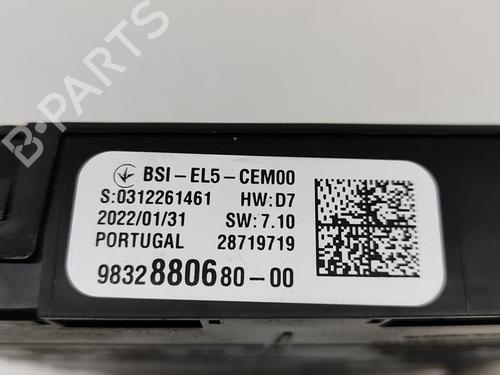 B-PARTS
BSI-EL5-CEM00
S:0312261461 HW:D7
2022/01/31 SW:7.10
PORTUGAL 28719719
9832880680-00